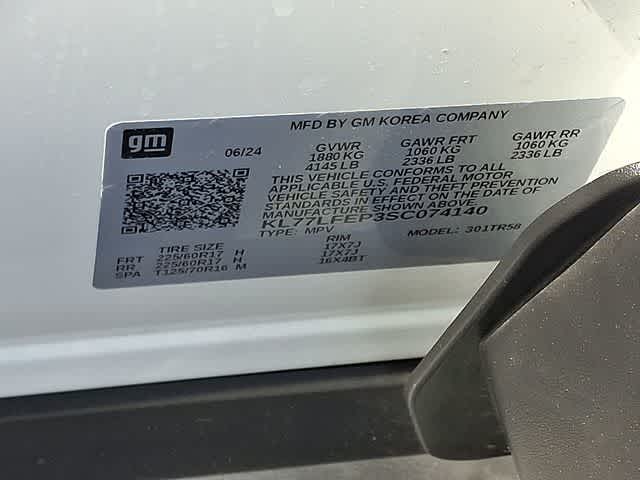 MFD BY GM KOREA COMPANY
gm
06/24
GVWR GAWR FRT GAWR RR
1880 KG 1060 KG 1060 KG
4145 LB 2336 LB 2336 LB
THIS VEHICLE CONFORMS TO ALL
APPLICABLE U.S. FEDERAL MOTOR
VEHICLE SAFETY AND THEFT
STANDARDS IN EFFECT ON THE DATE OF
MANUFACTURE SHOWN ABOVE.
KL77LFEP3SC074140
TYPE: MPV MODEL: 301TR58
TIRE SIZE RIM
FRT 225/60R17 H 17X7J
RR 225/60R17 H 17X7J
SPA T125/70R16 M 16X4BT